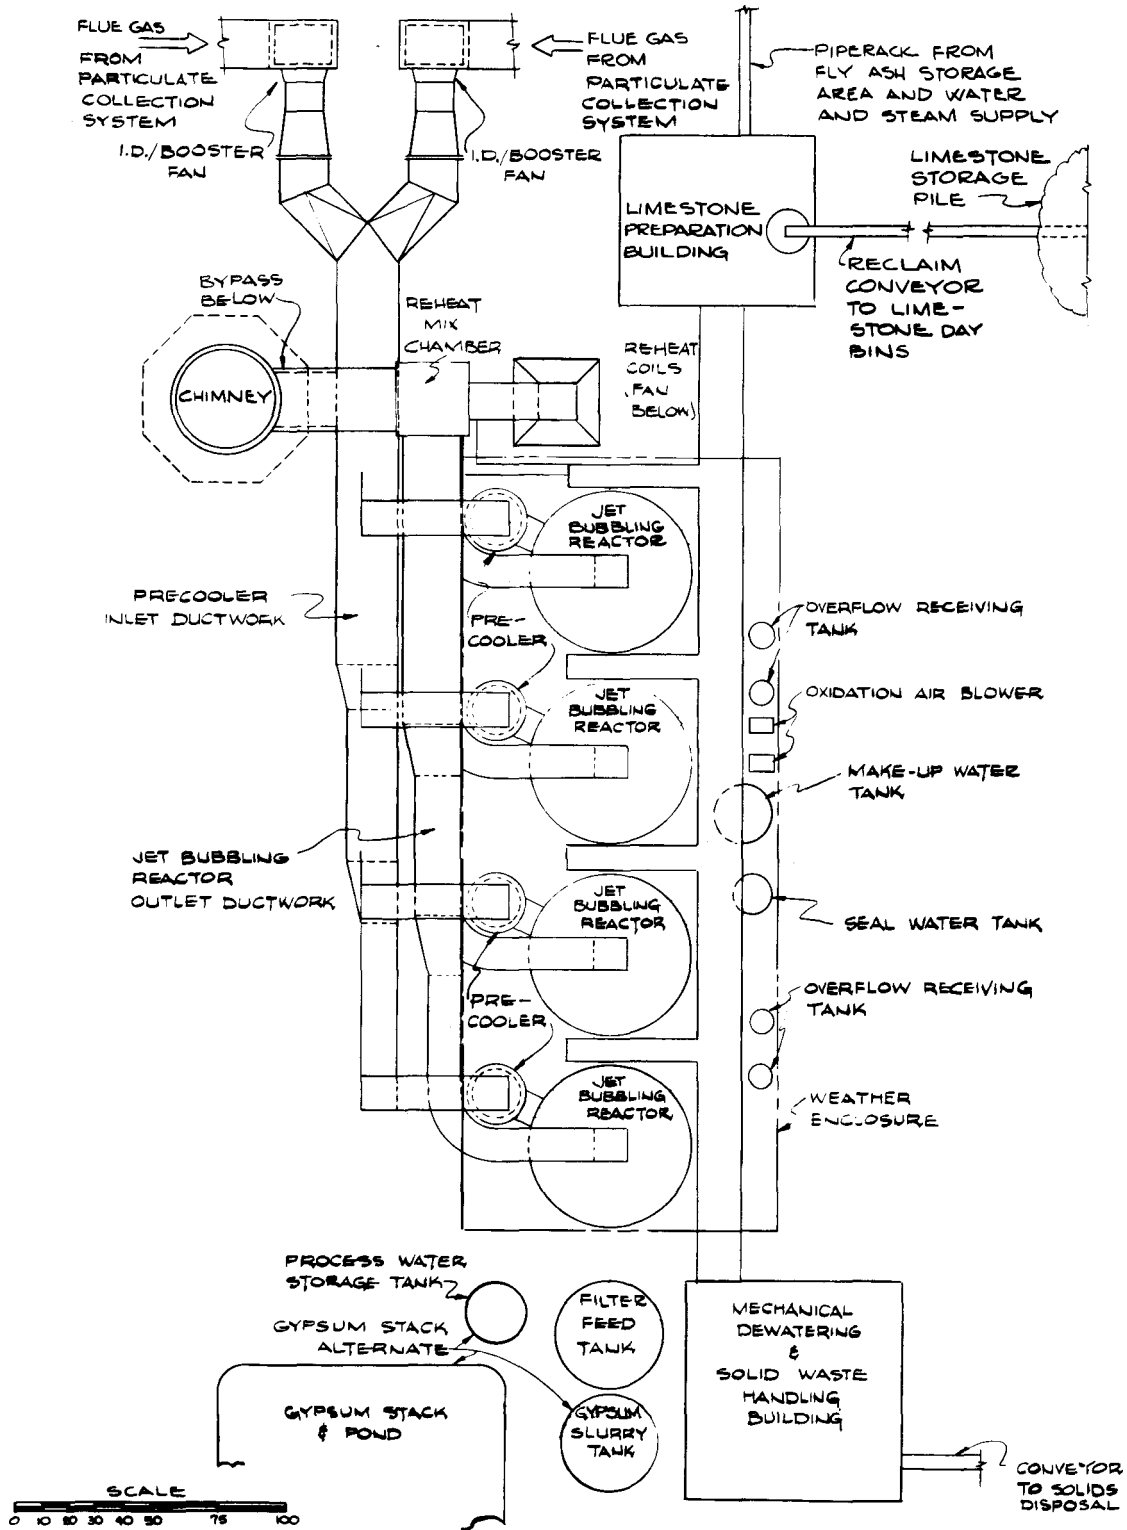 FLUE GAS
FROM
PARTICULATE
COLLECTION
SYSTEM
I.D./BOOSTER
FAN
FLUE GAS
FROM
PARTICULATE
COLLECTION
SYSTEM
I.D./BOOSTER
FAN
PIPERACK FROM
FLY ASH STORAGE
AREA AND WATER
AND STEAM SUPPLY
LIMESTONE
STORAGE
PILE
LIMESTONE
PREPARATION
BUILDING
RECLAIM
CONVEYOR
TO LIME-
STONE DAY
BINS
BYPASS
BELOW
REHEAT
MIX
CHAMBER
CHIMNEY
REHEAT
COILS
(FAN
BELOW)
JET
BUBBLING
REACTOR
PRECOOLER
INLET DUCTWORK
PRE-
COOLER
JET
BUBBLING
REACTOR
OVERFLOW RECEIVING
TANK
OXIDATION AIR BLOWER
MAKE-UP WATER
TANK
JET BUBBLING
REACTOR
OUTLET DUCTWORK
JET
BUBBLING
REACTOR
SEAL WATER TANK
PRE-
COOLER
OVERFLOW RECEIVING
TANK
JET
BUBBLING
REACTOR
WEATHER
ENCLOSURE
PROCESS WATER
STORAGE TANK
GYPSUM STACK
ALTERNATE
FILTER
FEED
TANK
MECHANICAL
DEWATERING
&
SOLID WASTE
HANDLING
BUILDING
GYPSUM STACK
& POND
GYPSUM
SLURRY
TANK
CONVEYOR
TO SOLIDS
DISPOSAL
SCALE
0 10 20 30 40 50 75 100